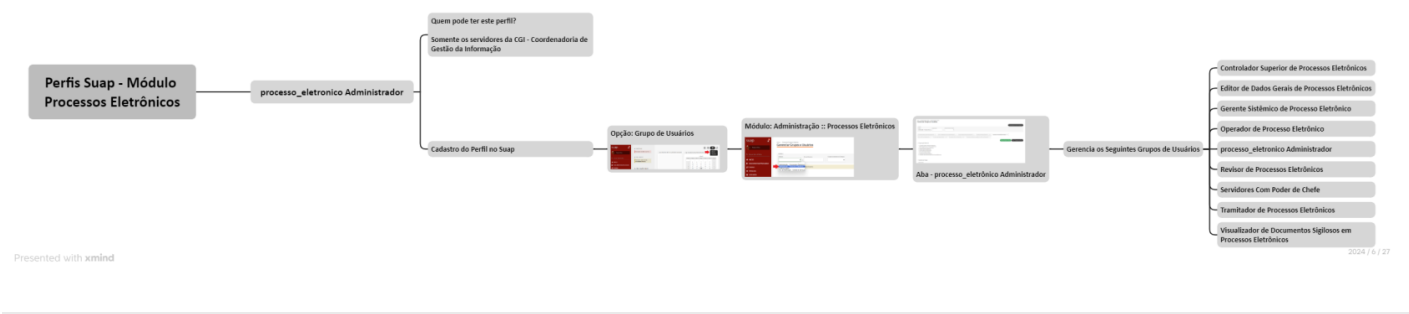 Quem pode ter este perfil?
Somente os servidores da CGI - Coordenadoria de
Gestão da Informação
Perfis Suap - Módulo
Processos Eletrônicos
processo_eletronico Administrador
Cadastro do Perfil no Suap
Opção: Grupo de Usuários
Módulo: Administração :: Processos Eletrônicos
Aba - processo_eletrônico Administrador
Gerencia os Seguintes Grupos de Usuários
Controlador Superior de Processos Eletrônicos
Editor de Dados Gerais de Processos Eletrônicos
Gerente Sistêmico de Processo Eletrônico
Operador de Processo Eletrônico
processo_eletronico Administrador
Revisor de Processos Eletrônicos
Servidores Com Poder de Chefe
Tramitador de Processos Eletrônicos
Visualizador de Documentos Sigilosos em
Processos Eletrônicos
Presented with xmind
2024 / 6 / 27